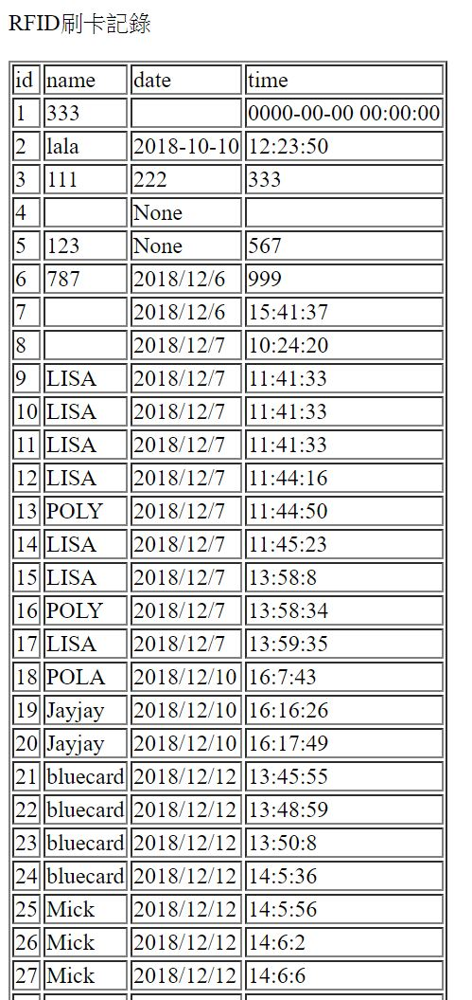 RFID刷卡記錄
id name date time
1 333 0000-00-00 00:00:00
2 lala 2018-10-10 12:23:50
3 111 222 333
4 None
5 123 None 567
6 787 2018/12/6 999
7 2018/12/6 15:41:37
8 2018/12/7 10:24:20
9 LISA 2018/12/7 11:41:33
10 LISA 2018/12/7 11:41:33
11 LISA 2018/12/7 11:41:33
12 LISA 2018/12/7 11:44:16
13 POLY 2018/12/7 11:44:50
14 LISA 2018/12/7 11:45:23
15 LISA 2018/12/7 13:58:8
16 POLY 2018/12/7 13:58:34
17 LISA 2018/12/7 13:59:35
18 POLA 2018/12/10 16:7:43
19 Jayjay 2018/12/10 16:16:26
20 Jayjay 2018/12/10 16:17:49
21 bluecard 2018/12/12 13:45:55
22 bluecard 2018/12/12 13:48:59
23 bluecard 2018/12/12 13:50:8
24 bluecard 2018/12/12 14:5:36
25 Mick 2018/12/12 14:5:56
26 Mick 2018/12/12 14:6:2
27 Mick 2018/12/12 14:6:6